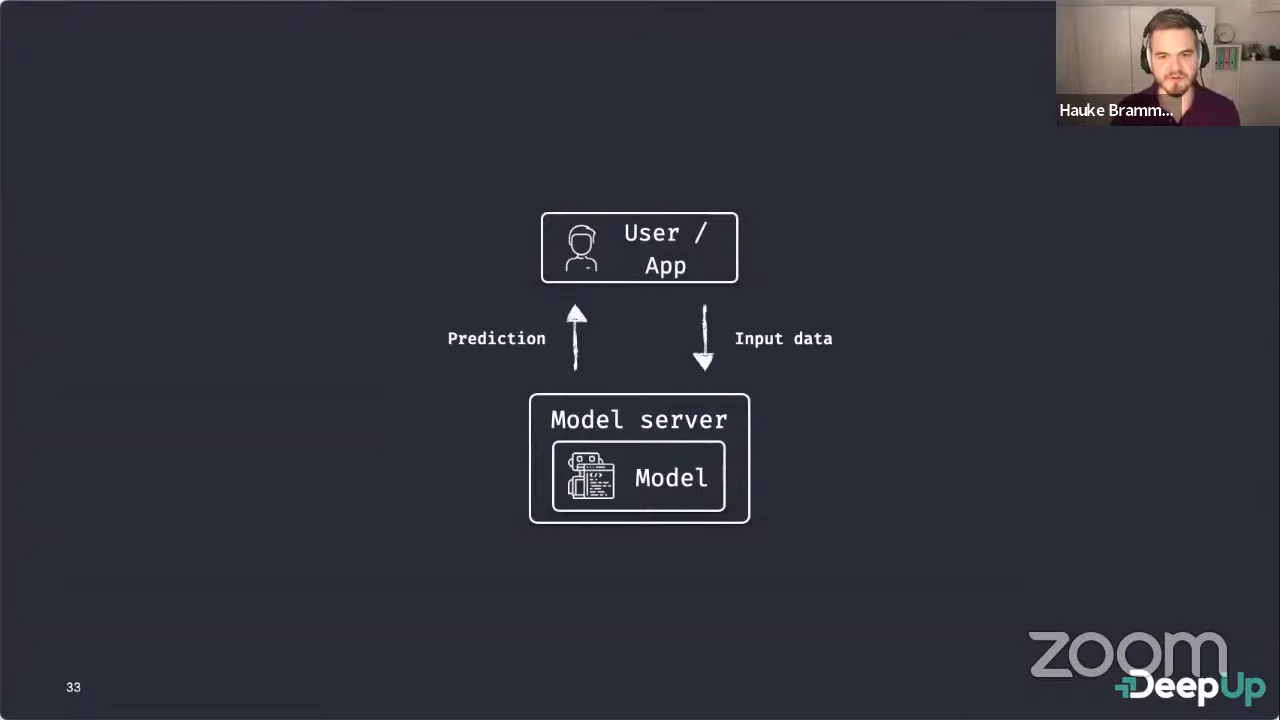 Hauke Bramm...
User /
App
Prediction
Input data
Model server
Model
33
zoom
DeepUp